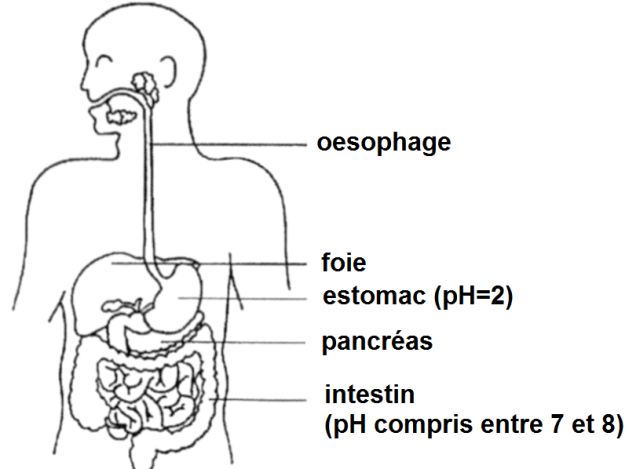 oesophage
foie
estomac (pH=2)
pancréas
intestin
(pH compris entre 7 et 8)